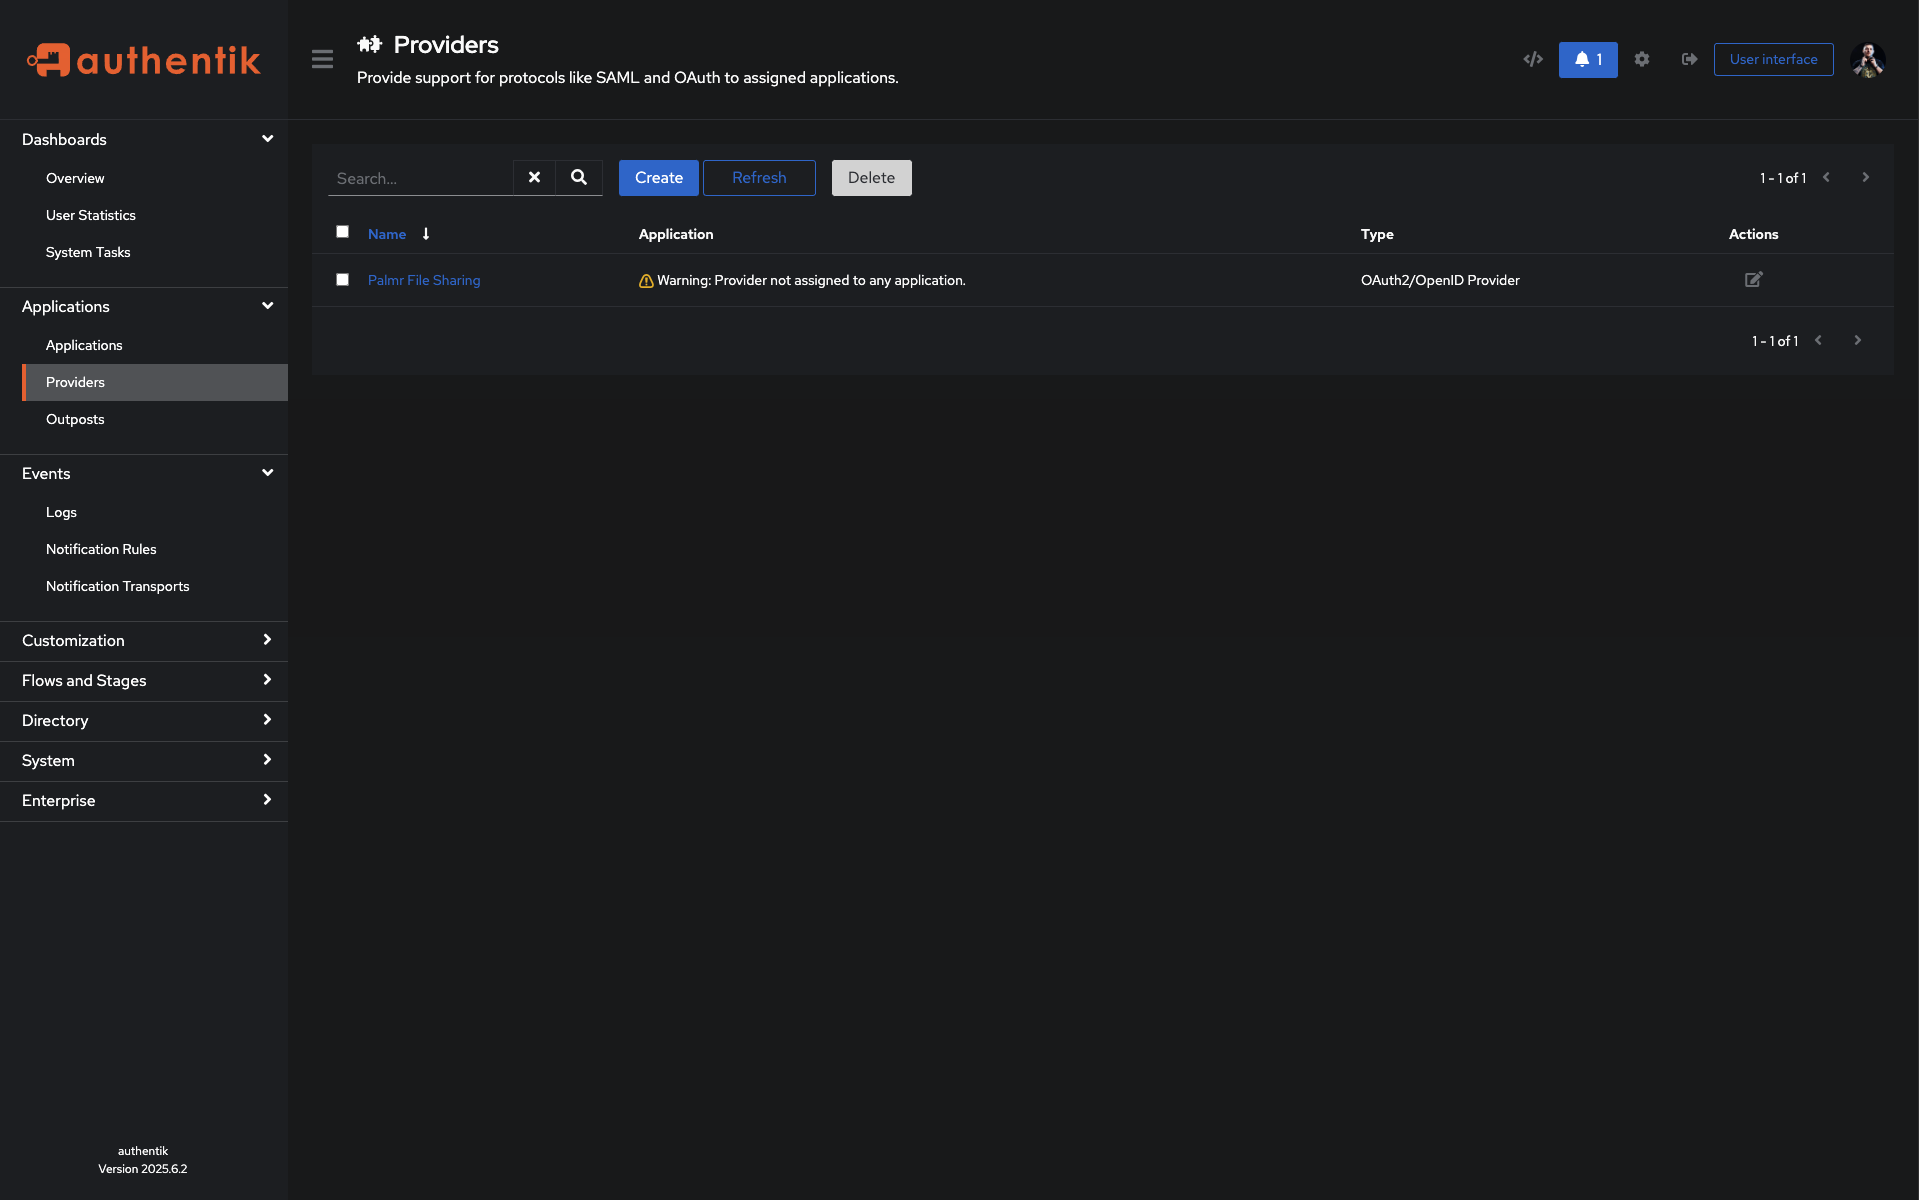 authentik
Providers
Provide support for protocols like SAML and OAuth to assigned applications.
1
User interface
Dashboards
Overview
User Statistics
System Tasks
Applications
Applications
Providers
Outposts
Events
Logs
Notification Rules
Notification Transports
Customization
Flows and Stages
Directory
System
Enterprise
authentik
Version 2025.6.2
Search...
Create
Refresh
Delete
1 - 1 of 1
Name
Application
Type
Actions
Palmr File Sharing
Warning: Provider not assigned to any application.
OAuth2/OpenID Provider
1 - 1 of 1